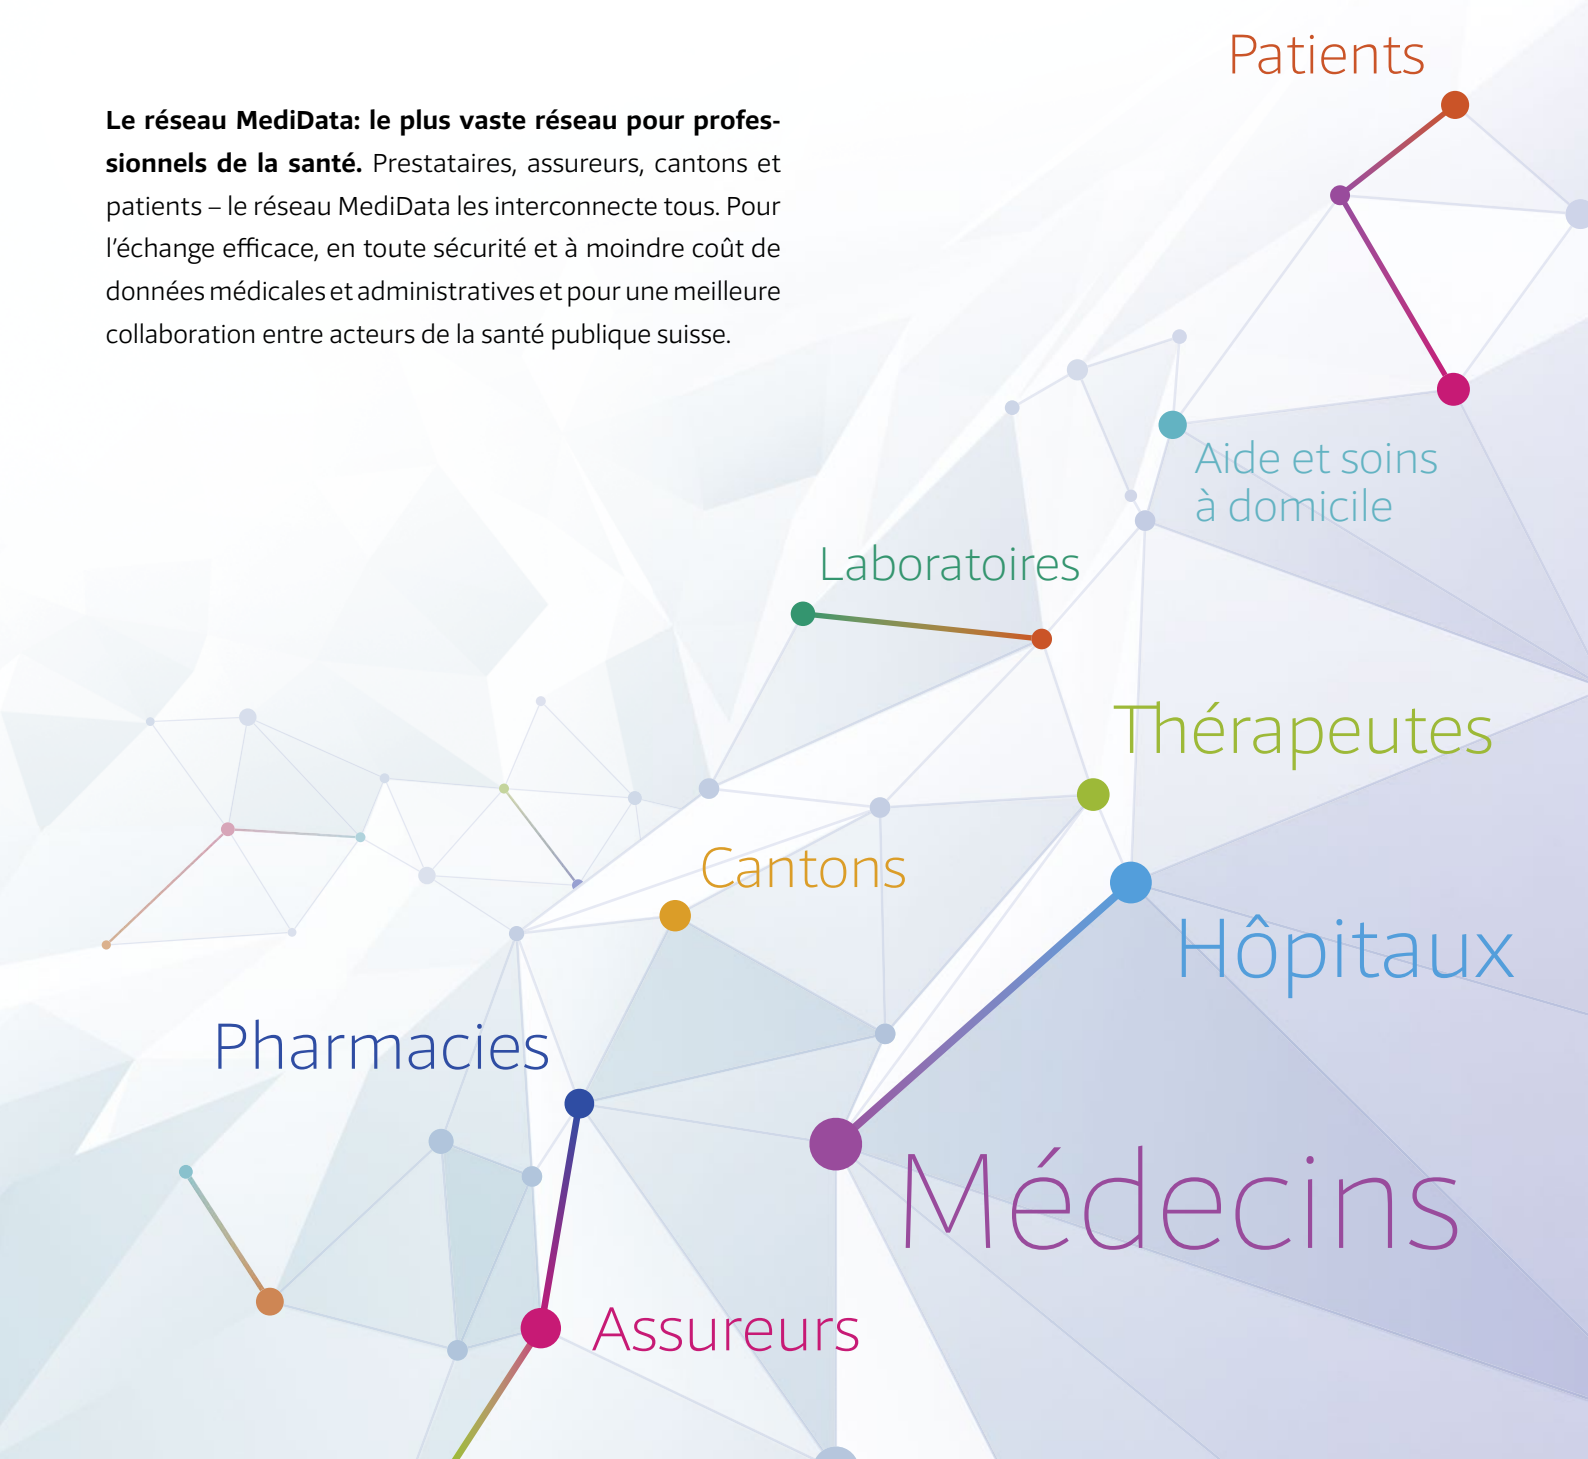 Patients
Le réseau MediData: le plus vaste réseau pour profes-
sionnels de la santé. Prestataires, assureurs, cantons et
patients – le réseau MediData les interconnecte tous. Pour
l’échange efficace, en toute sécurité et à moindre coût de
données médicales et administratives et pour une meilleure
collaboration entre acteurs de la santé publique suisse.
Aide et soins
à domicile
Laboratoires
Thérapeutes
Cantons
Hôpitaux
Pharmacies
Médecins
Assureurs